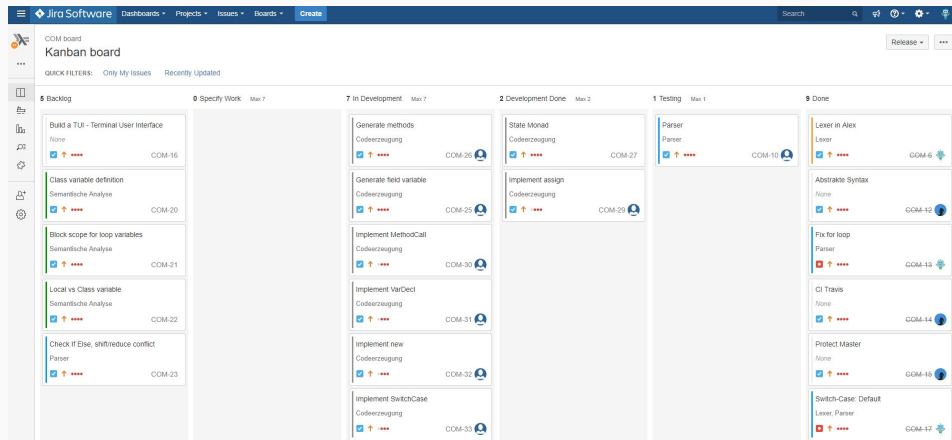 Jira Software Dashboards Projects Issues Boards Create Search
COM board
Kanban board
Release
QUICK FILTERS: Only My Issues Recently Updated
5 Backlog
0 Specify Work Max 7
7 In Development Max 7
2 Development Done Max 2
1 Testing Max 1
9 Done
Build a TUI - Terminal User Interface
None
COM-16
Class variable definition
Semantische Analyse
COM-20
Block scope for loop variables
Semantische Analyse
COM-21
Local vs Class variable
Semantische Analyse
COM-22
Check If Else, shift/reduce conflict
Parser
COM-23
Generate methods
Codeerzeugung
COM-26
Generate field variable
Codeerzeugung
COM-25
Implement MethodCall
Codeerzeugung
COM-30
Implement VarDecl
Codeerzeugung
COM-31
Implement new
Codeerzeugung
COM-32
Implement SwitchCase
Codeerzeugung
COM-33
State Monad
Codeerzeugung
COM-27
Implement assign
Codeerzeugung
COM-29
Parser
Parser
COM-10
Lexer in Alex
Lexer
COM-6
Abstrakte Syntax
None
COM-12
Fix for loop
Parser
COM-13
CI Travis
None
COM-14
Protect Master
None
COM-15
Switch-Case: Default
Lexer, Parser
COM-17